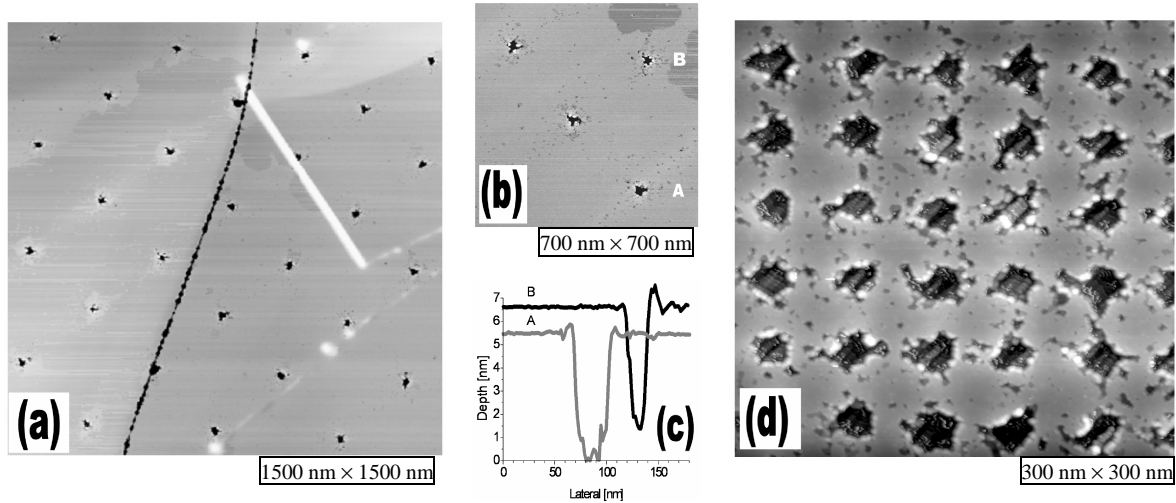 (a)
1500 nm × 1500 nm
B
A
(b)
700 nm × 700 nm
7
6
5
4
3
2
1
0
Depth [nm]
B
A
(c)
0 50 100 150
Lateral [nm]
(d)
300 nm × 300 nm